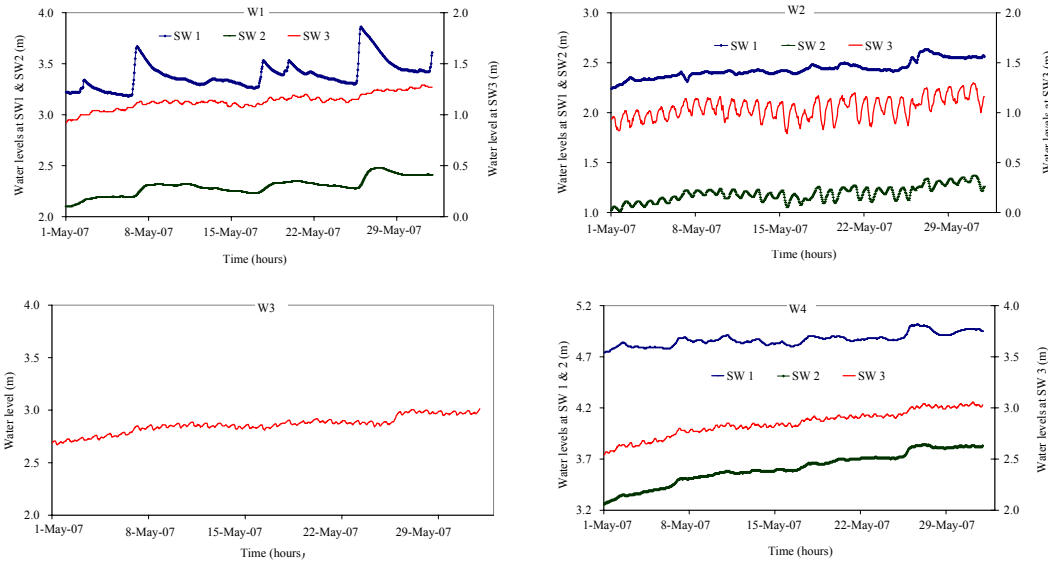 W1
Water levels at SW1 & SW2 (m)
4.0
3.5
3.0
2.5
2.0
SW 1
SW 2
SW 3
2.0
1.5
1.0
0.5
0.0
Water level at SW3 (m)
1-May-07
8-May-07
15-May-07
22-May-07
29-May-07
Time (hours)
W2
Water levels at SW1 & SW2 (m)
3.0
2.5
2.0
1.5
1.0
SW 1
SW 2
SW 3
2.0
1.5
1.0
0.5
0.0
Water levels at SW3 (m)
1-May-07
8-May-07
15-May-07
22-May-07
29-May-07
Time (hours)
W3
Water level (m)
4.0
3.5
3.0
2.5
2.0
1-May-07
8-May-07
15-May-07
22-May-07
29-May-07
Time (hours)
W4
Water levels at SW 1 & 2 (m)
5.2
4.7
4.2
3.7
3.2
SW 1
SW 2
SW 3
4.0
3.5
3.0
2.5
2.0
Water levels at SW 3 (m)
1-May-07
8-May-07
15-May-07
22-May-07
29-May-07
Time (hours)